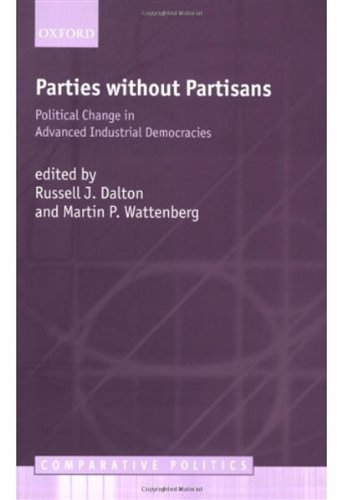 OXFORD
Parties without Partisans
Political Change in
Advanced Industrial Democracies
edited by
Russell J. Dalton
and Martin P. Wattenberg
COMPARATIVE POLITICS